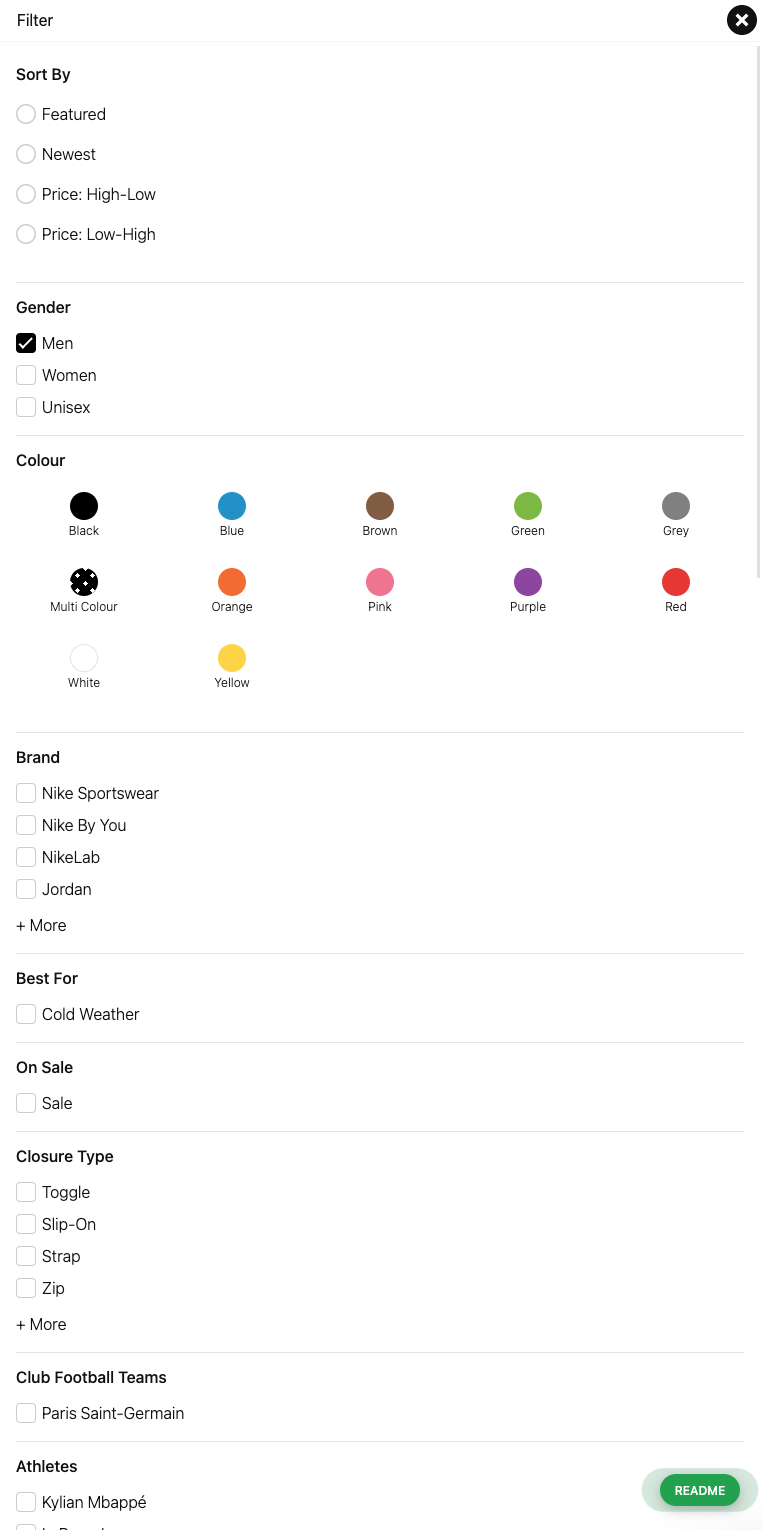 Filter
Sort By
Featured
Newest
Price: High-Low
Price: Low-High
Gender
Men
Women
Unisex
Colour
Black Blue Brown Green Grey
Multi Colour Orange Pink Purple Red
White Yellow
Brand
Nike Sportswear
Nike By You
NikeLab
Jordan
+ More
Best For
Cold Weather
On Sale
Sale
Closure Type
Toggle
Slip-On
Strap
Zip
+ More
Club Football Teams
Paris Saint-Germain
Athletes
Kylian Mbappé
README